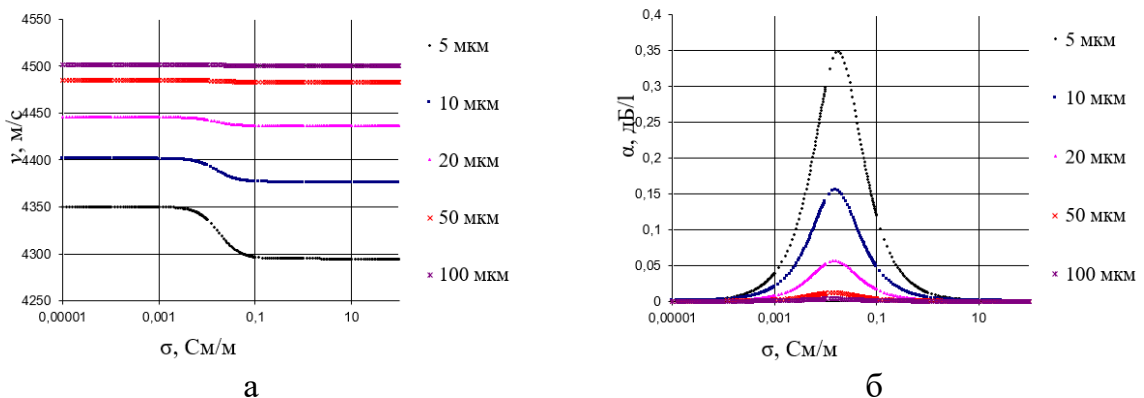 4550
4500
4450
4400
4350
4300
4250
v, м/с
0,00001
0,001
0,1
10
σ, См/м
5 мкм
10 мкм
20 мкм
50 мкм
100 мкм
а
0,4
0,35
0,3
0,25
0,2
0,15
0,1
0,05
0
α, дБ/l
0,00001
0,001
0,1
10
σ, См/м
5 мкм
10 мкм
20 мкм
50 мкм
100 мкм
б